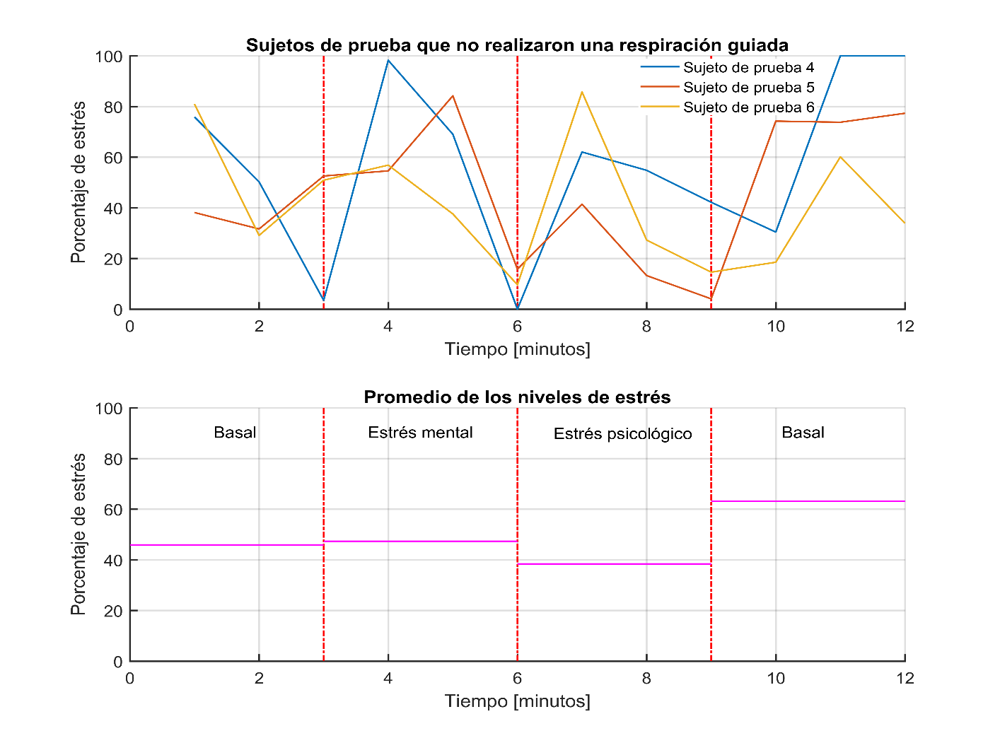 Sujetos de prueba que no realizaron una respiración guiada
Porcentaje de estrés
100
80
60
40
20
0
Sujeto de prueba 4
Sujeto de prueba 5
Sujeto de prueba 6
0 2 4 6 8 10 12
Tiempo [minutos]
Promedio de los niveles de estrés
Porcentaje de estrés
100
80
60
40
20
0
Basal Estrés mental Estrés psicológico Basal
0 2 4 6 8 10 12
Tiempo [minutos]